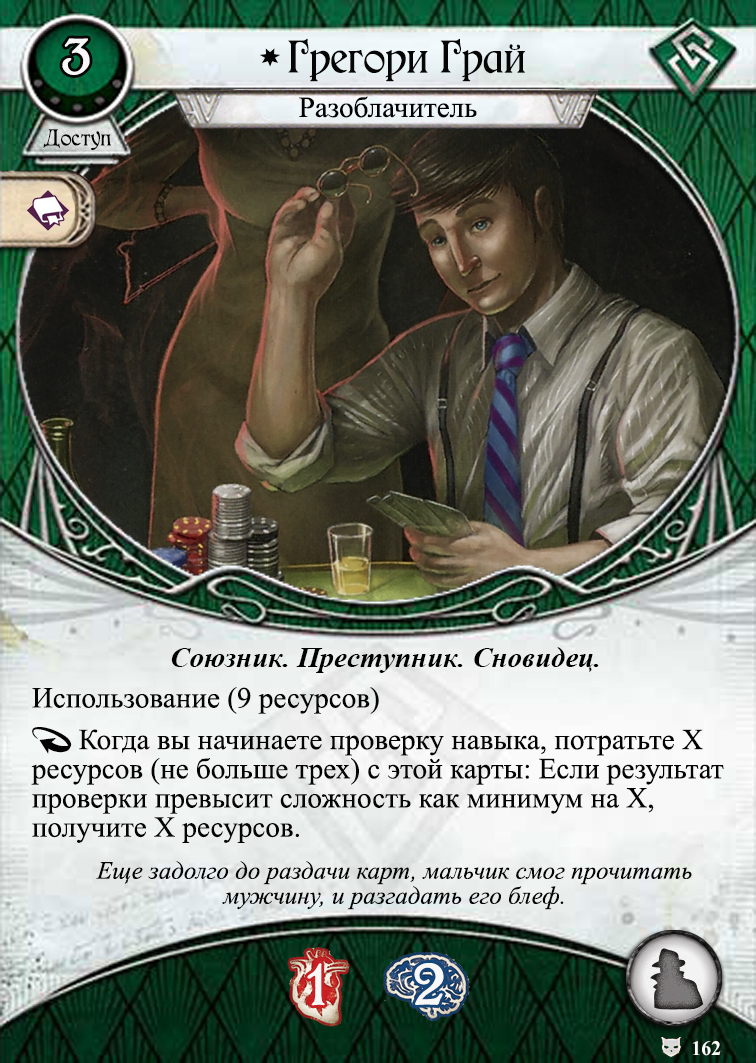 3
Грегори Грай
Разоблачитель
Доступ
Союзник. Преступник. Сновидец.
Использование (9 ресурсов)
Когда вы начинаете проверку навыка, потратьте X
ресурсов (не больше трех) с этой карты: Если результат
проверки превысит сложность как минимум на X,
получите X ресурсов.
Еще задолго до раздачи карт, мальчик смог прочитать
мужчину, и разгадать его блеф.
1
2
162